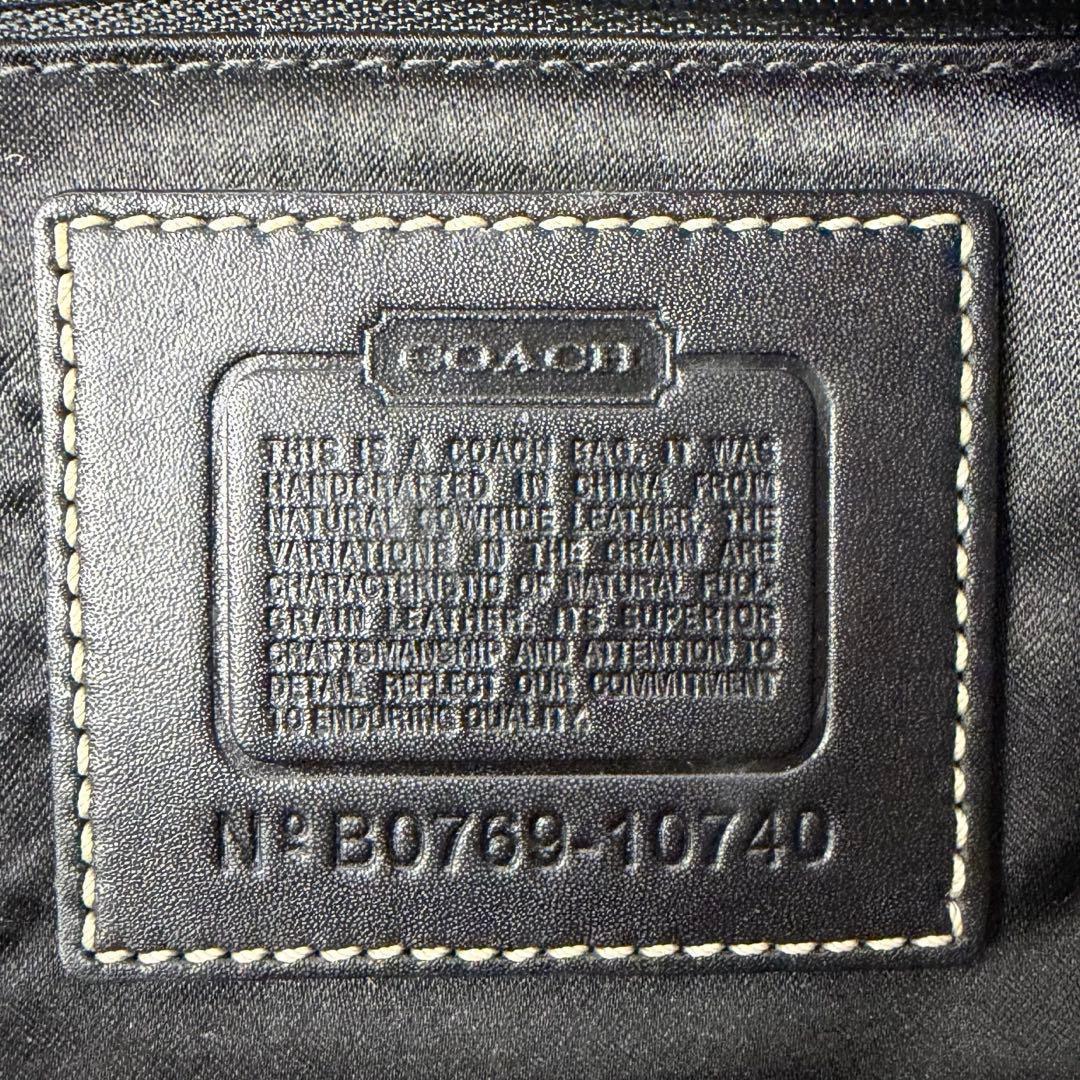 COACH
THIS IS A COACH BAG. IT WAS
HANDCRAFTED IN CHINA FROM
NATURAL COWHIDE LEATHER. THE
VARIATIONS IN THE GRAIN ARE
CHARACTERISTIC OF NATURAL FULL
GRAIN LEATHER. ITS SUPERIOR
CRAFTSMANSHIP AND ATTENTION TO
DETAIL REFLECT OUR COMMITMENT
TO ENDURING QUALITY.
Nº B0769-10740